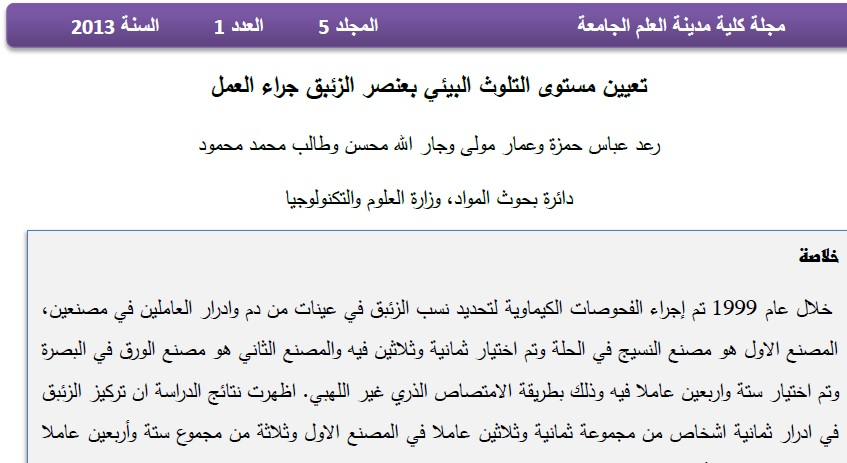 مجلة كلية مدينة العلم الجامعة المجلد 5 العدد 1 السنة 2013
تعيين مستوى التلوث البيئي بعنصر الزئبق جراء العمل
رعد عباس حمزة وعمار مولى وجار الله محسن وطالب محمد محمود
دائرة بحوث المواد، وزارة العلوم والتكنولوجيا
خلاصة
خلال عام 1999 تم إجراء الفحوصات الكيماوية لتحديد نسب الزئبق في عينات من دم وادرار العاملين في مصنعين،
المصنع الاول هو مصنع النسيج في الحلة وتم اختيار ثمانية وثلاثين فيه والمصنع الثاني هو مصنع الورق في البصرة
وتم اختيار ستة واربعين عاملا فيه وذلك بطريقة الامتصاص الذري غير اللهبي. اظهرت نتائج الدراسة ان تركيز الزئبق
في ادرار ثمانية اشخاص من مجموعة ثمانية وثلاثين عاملا في المصنع الاول وثلاثة من مجموع ستة وأربعين عاملا